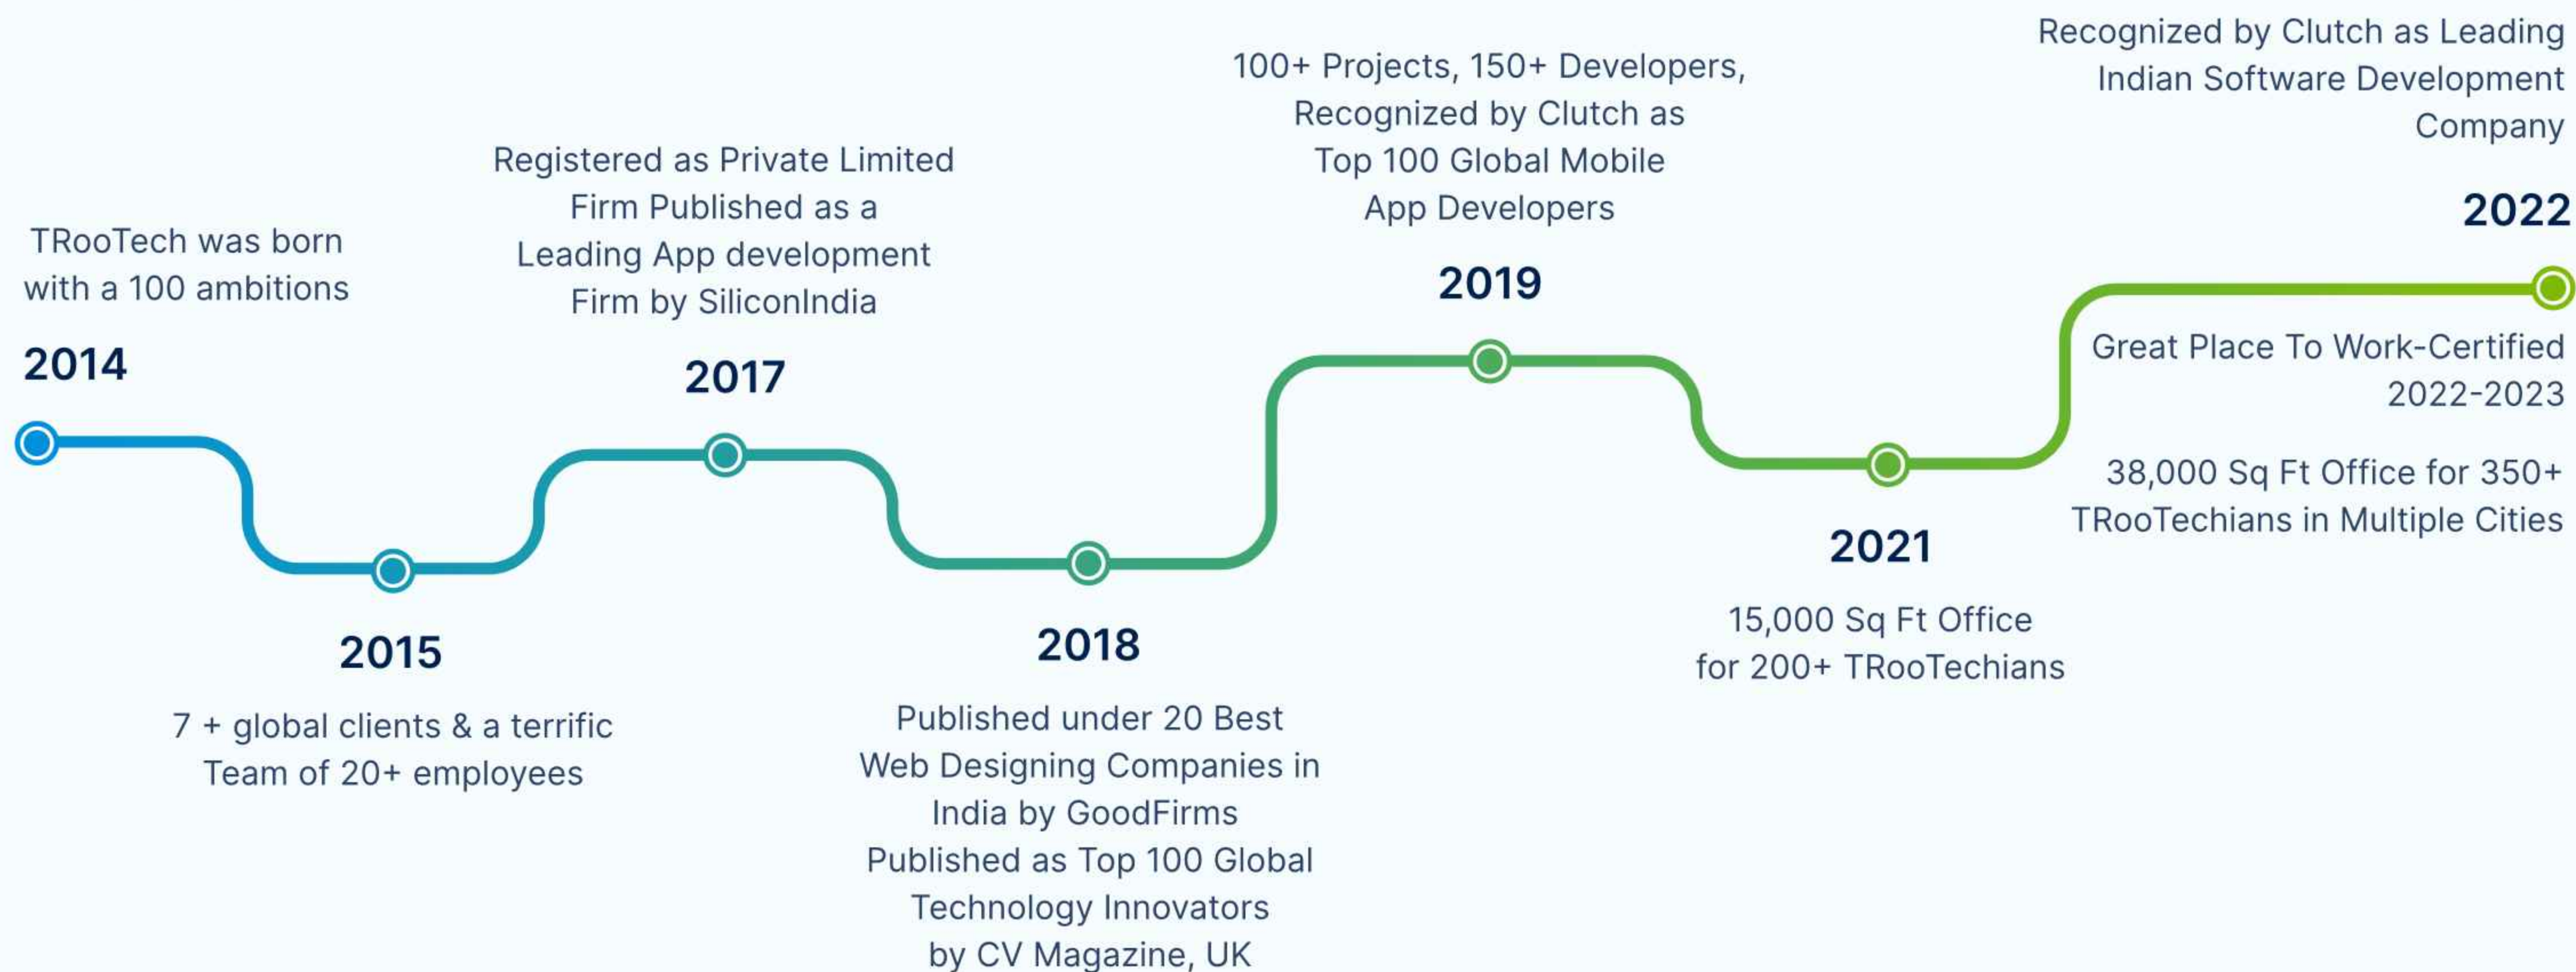 TRooTech was born
with a 100 ambitions
2014
2015
7 + global clients & a terrific
Team of 20+ employees
Registered as Private Limited
Firm Published as a
Leading App development
Firm by SiliconIndia
2017
2018
Published under 20 Best
Web Designing Companies in
India by GoodFirms
Published as Top 100 Global
Technology Innovators
by CV Magazine, UK
100+ Projects, 150+ Developers,
Recognized by Clutch as
Top 100 Global Mobile
App Developers
2019
2021
15,000 Sq Ft Office
for 200+ TRooTechians
Recognized by Clutch as Leading
Indian Software Development
Company
2022
Great Place To Work-Certified
2022-2023
38,000 Sq Ft Office for 350+
TRooTechians in Multiple Cities